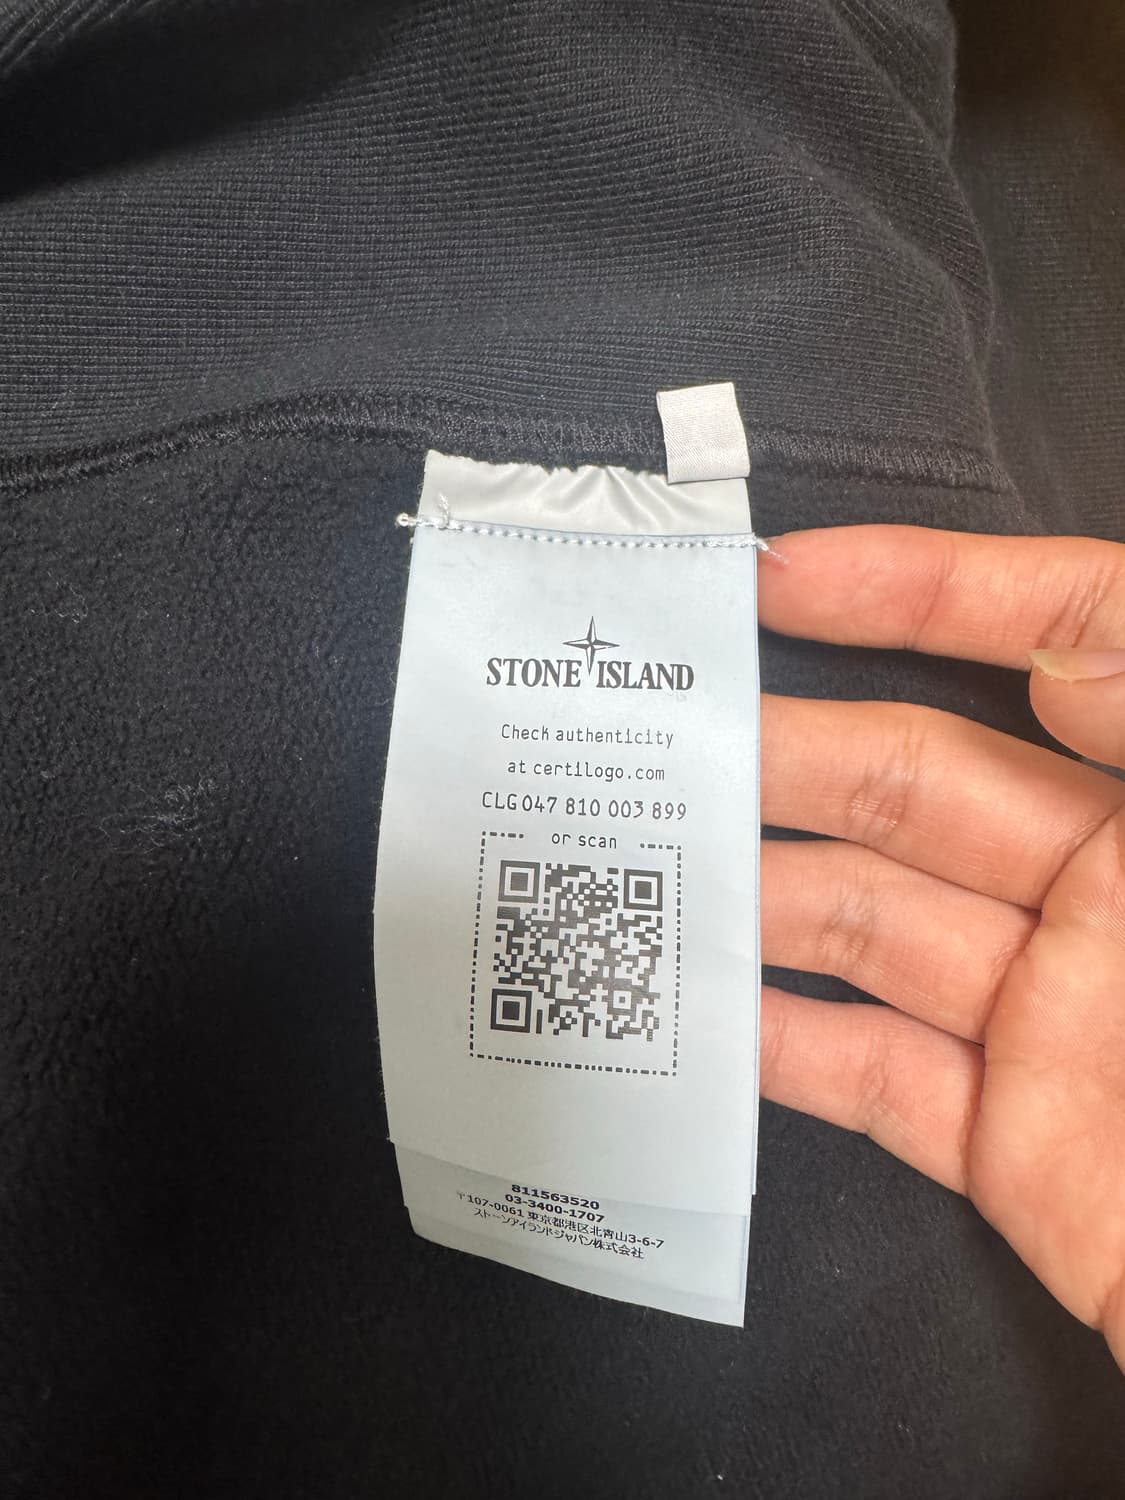 STONE ISLAND
Check authenticity
at certilogo.com
CLG 047 810 003 899
or scan
811563520
03-3400-1707
〒107-0061 東京都港区北青山3-6-7
ストーンアイランドジャパン株式会社